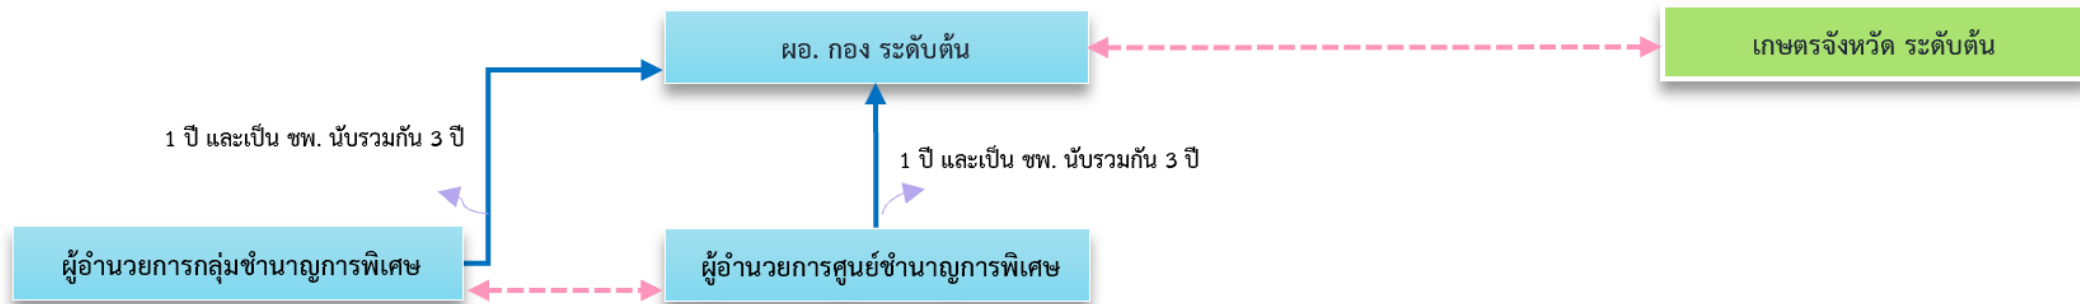 ผอ. กอง ระดับต้น
เกษตรจังหวัด ระดับต้น
1 ปี และเป็น ชพ. นับรวมกัน 3 ปี
1 ปี และเป็น ชพ. นับรวมกัน 3 ปี
ผู้อำนวยการกลุ่มชำนาญการพิเศษ
ผู้อำนวยการศูนย์ชำนาญการพิเศษ